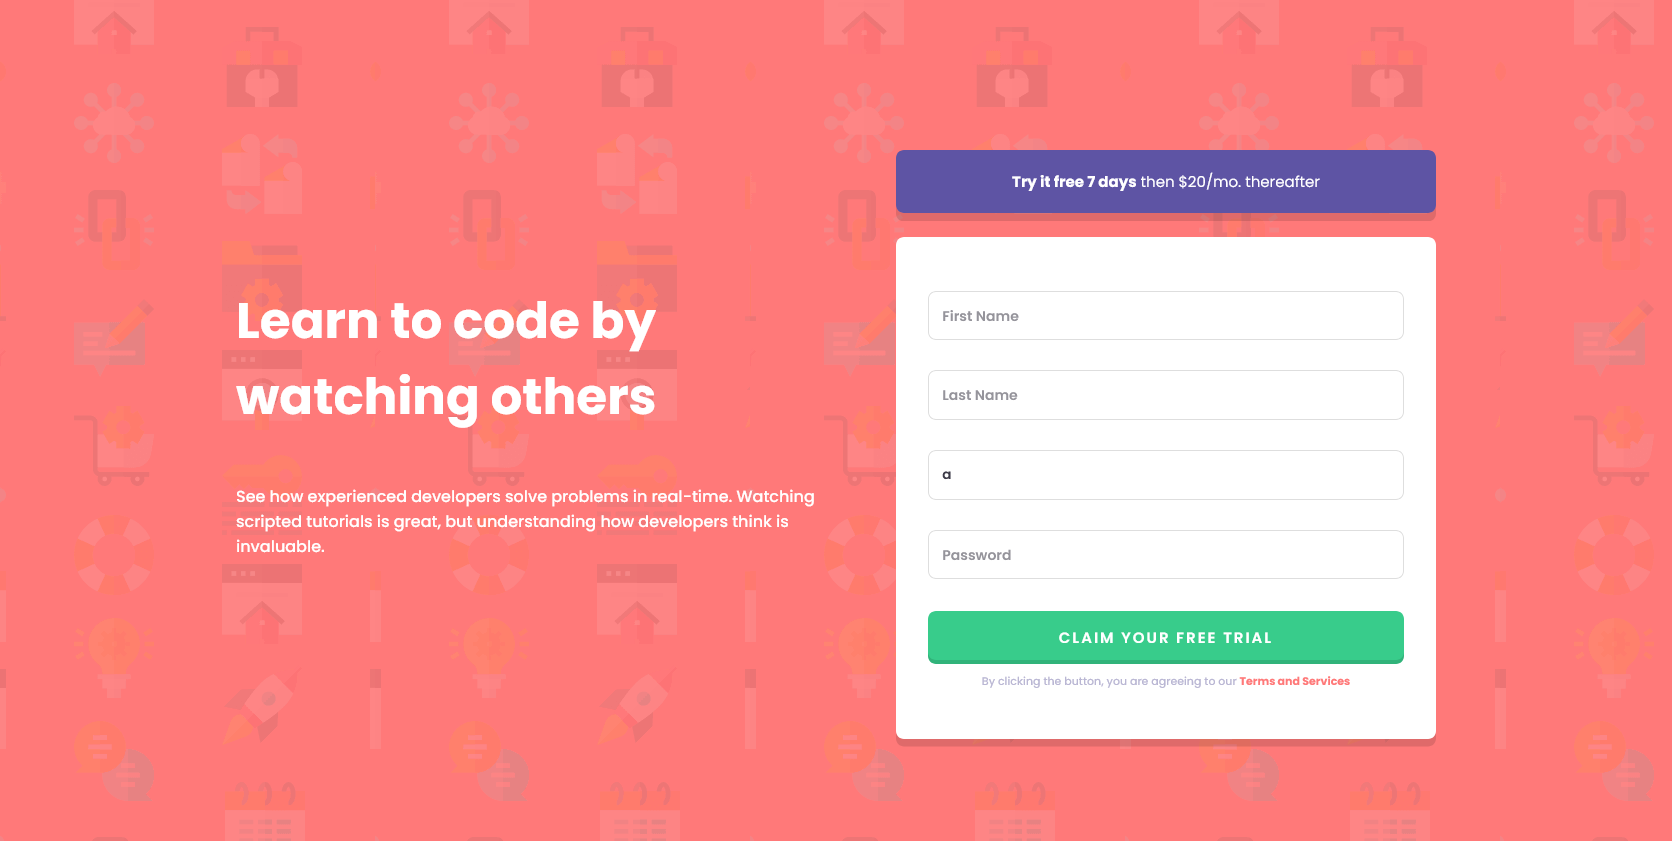 Learn to code by
watching others
See how experienced developers solve problems in real-time. Watching
scripted tutorials is great, but understanding how developers think is
invaluable.
Try it free 7 days then $20/mo. thereafter
First Name
Last Name
a
Password
CLAIM YOUR FREE TRIAL
By clicking the button, you are agreeing to our Terms and Services